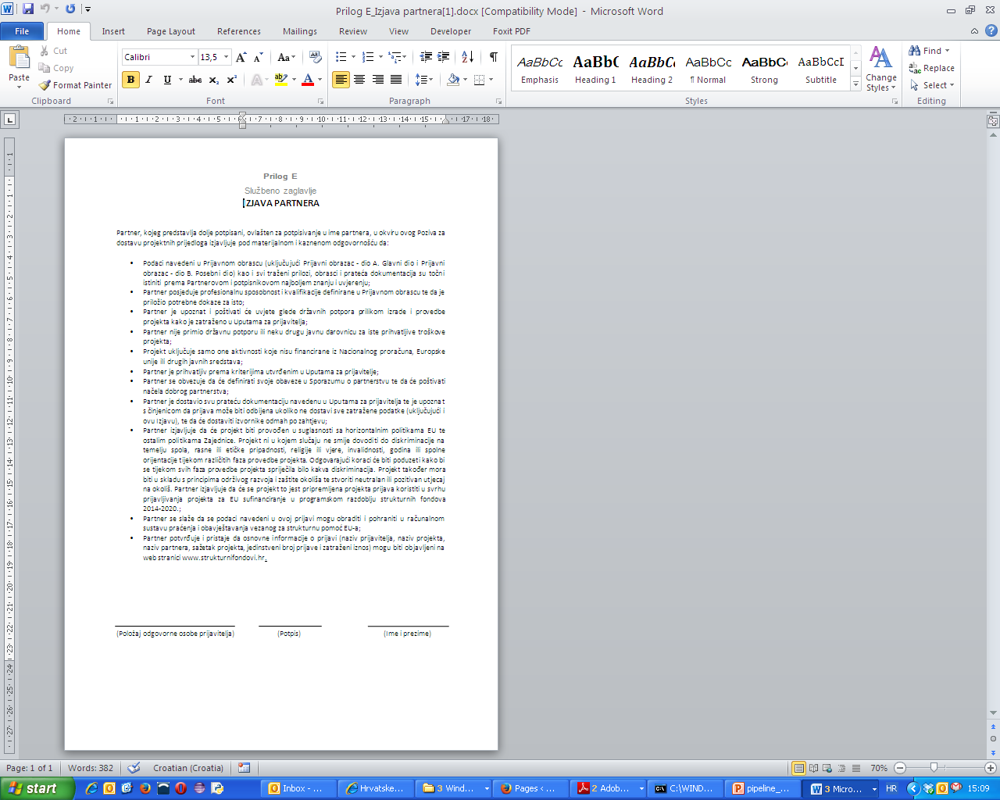 Prilog E_Izjava partnera[1].docx [Compatibility Mode] - Microsoft Word
File Home Insert Page Layout References Mailings Review View Developer Foxit PDF
Paste
Cut
Copy
Format Painter
Clipboard
Calibri 13,5
Font
Paragraph
AaBbCc AaBbC AaBbCc AaBbCc AaBbCc AaBbCcI
Emphasis Heading 1 Heading 2 ¶ Normal Strong Subtitle
Change Styles
Styles
Find
Replace
Select
Editing
Prilog E
Službeno zaglavlje
IZJAVA PARTNERA
Partner, kojeg predstavlja dolje potpisani, ovlašten za potpisivanje u ime partnera, u okviru ovog Poziva za
dostavu projektnih prijedloga izjavljuje pod materijalnom i kaznenom odgovornošću da:
• Podaci navedeni u Prijavnom obrascu (uključujući Prijavni obrazac - dio A. Glavni dio i Prijavni
obrazac - dio B. Posebni dio) kao i svi traženi prilozi, obrasci i prateća dokumentacija su točni
istiniti prema Partnerovom i potpisnikovom najboljem znanju i uvjerenju;
• Partner posjeduje profesionalnu sposobnost i kvalifikacije definirane u Prijavnom obrascu te da je
priložio potrebne dokaze za isto;
• Partner je upoznat i poštivati će uvjete glede državnih potpora prilikom izrade i provedbe
projekta kako je zatraženo u Uputama za prijavitelja;
• Partner nije primio državnu potporu ili neku drugu javnu darovnicu za iste prihvatljive troškove
projekta;
• Projekt uključuje samo one aktivnosti koje nisu financirane iz Nacionalnog proračuna, Europske
unije ili drugih javnih sredstava;
• Partner je prihvatljiv prema kriterijima utvrđenim u Uputama za prijavitelje;
• Partner se obvezuje da će definirati svoje obaveze u Sporazumu o partnerstvu te da će poštivati
načela dobrog partnerstva;
• Partner je dostavio svu prateću dokumentaciju navedenu u Uputama za prijavitelja te je upoznat
s činjenicom da prijava može biti odbijena ukoliko ne dostavi sve zatražene podatke (uključujući i
ovu Izjavu), te da će dostaviti izvornike odmah po zahtjevu;
• Partner izjavljuje da će projekt biti provođen u suglasnosti sa horizontalnim politikama EU te
ostalim politikama Zajednice. Projekt ni u kojem slučaju ne smije dovoditi do diskriminacije na
temelju spola, rasne ili etičke pripadnosti, religije ili vjere, invalidnosti, godina ili spolne
orijentacije tijekom različitih faza provedbe projekta. Odgovarajući koraci će biti poduzeti kako bi
se tijekom svih faza provedbe projekta spriječila bilo kakva diskriminacija. Projekt također mora
biti u skladu s principima održivog razvoja i zaštite okoliša te stvoriti neutralan ili pozitivan utjecaj
na okoliš. Partner izjavljuje da će se projekt to jest pripremljena projekta prijava koristiti u svrhu
prijavljivanja projekta za EU sufinanciranje u programskom razdoblju strukturnih fondova
2014-2020.;
• Partner se slaže da se podaci navedeni u ovoj prijavi mogu obraditi i pohraniti u računalnom
sustavu praćenja i obavještavanja vezanog za strukturnu pomoć EU-a;
• Partner potvrđuje i pristaje da osnovne informacije o prijavi (naziv prijavitelja, naziv projekta,
naziv partnera, sažetak projekta, jedinstveni broj prijave i zatraženi iznos) mogu biti objavljeni na
web stranici www.strukturnifondovi.hr.
(Položaj odgovorne osobe prijavitelja) (Potpis) (Ime i prezime)
Page: 1 of 1 Words: 382 Croatian (Croatia) 70%
start Inbox - ... Hrvatske... 3 Wind... Pages ‹ ... 2 Adob... C:\WIND... pipeline_... 3 Micro... HR 15:09